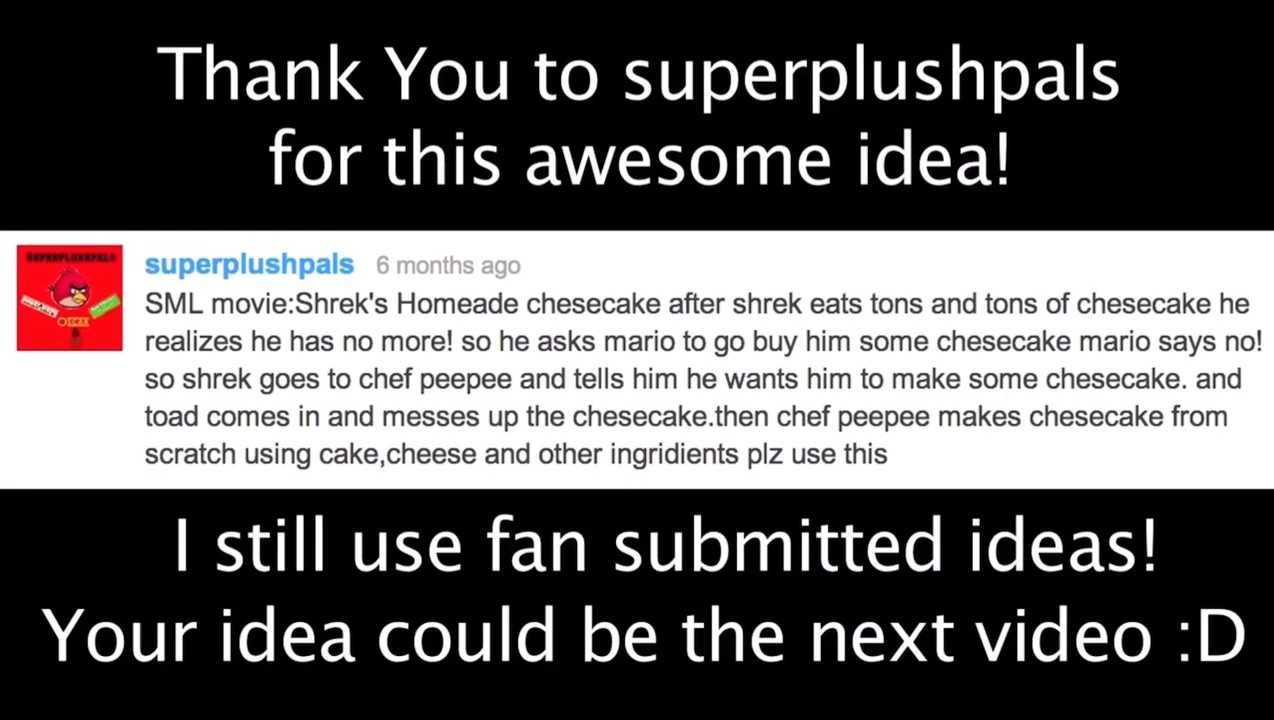 Thank You to superplushpals
for this awesome idea!
SUPERPLUSHPALS
superplushpals 6 months ago
SML movie:Shrek's Homeade chesecake after shrek eats tons and tons of chesecake he
realizes he has no more! so he asks mario to go buy him some chesecake mario says no!
so shrek goes to chef peepee and tells him he wants him to make some chesecake. and
toad comes in and messes up the chesecake.then chef peepee makes chesecake from
scratch using cake,cheese and other ingridients plz use this
I still use fan submitted ideas!
Your idea could be the next video :D